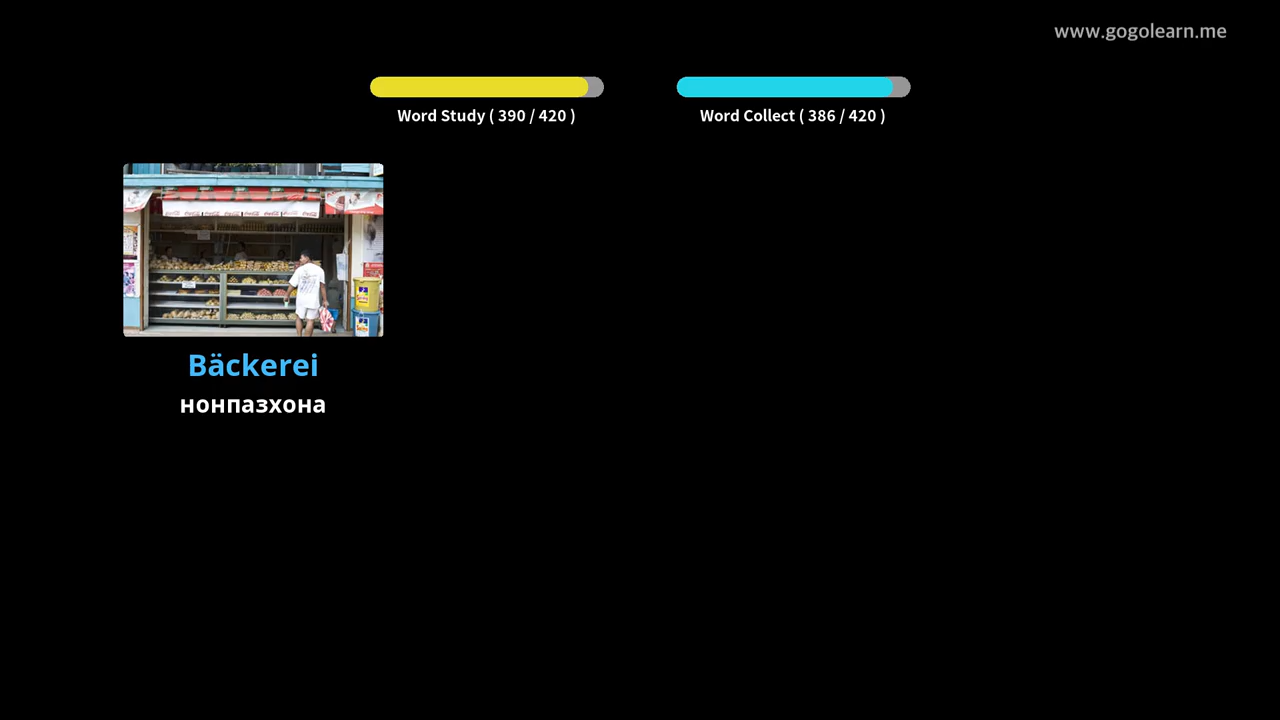 www.gogolearn.me
Word Study ( 390 / 420 )
Word Collect ( 386 / 420 )
Bäckerei
нонпазхона